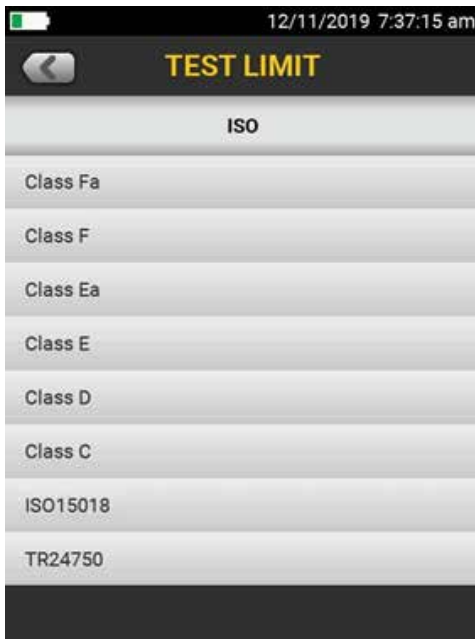 12/11/2019 7:37:15 am
TEST LIMIT
ISO
Class Fa
Class F
Class Ea
Class E
Class D
Class C
ISO15018
TR24750